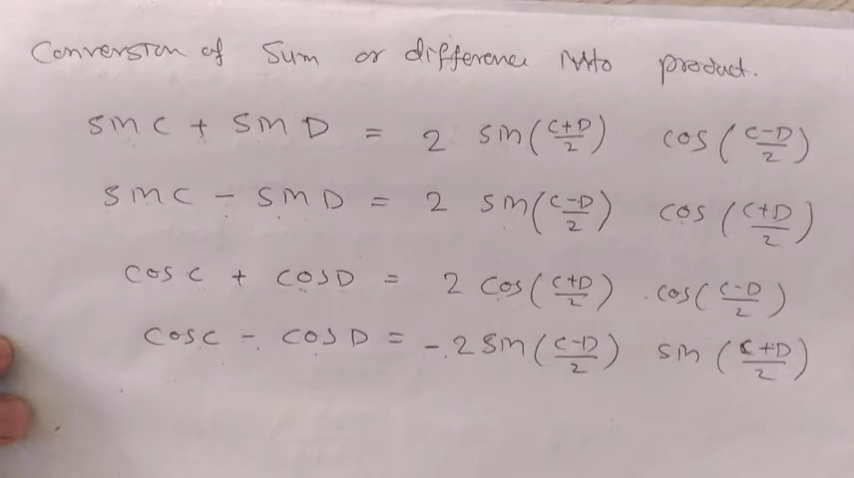 Conversion of Sum or difference into product.
sin C + sin D = 2 sin(C+D/2) cos(C-D/2)
sin C - sin D = 2 sin(C-D/2) cos(C+D/2)
cos C + cos D = 2 cos(C+D/2) . cos(C-D/2)
cos C - cos D = -2 sin(C-D/2) sin(C+D/2)